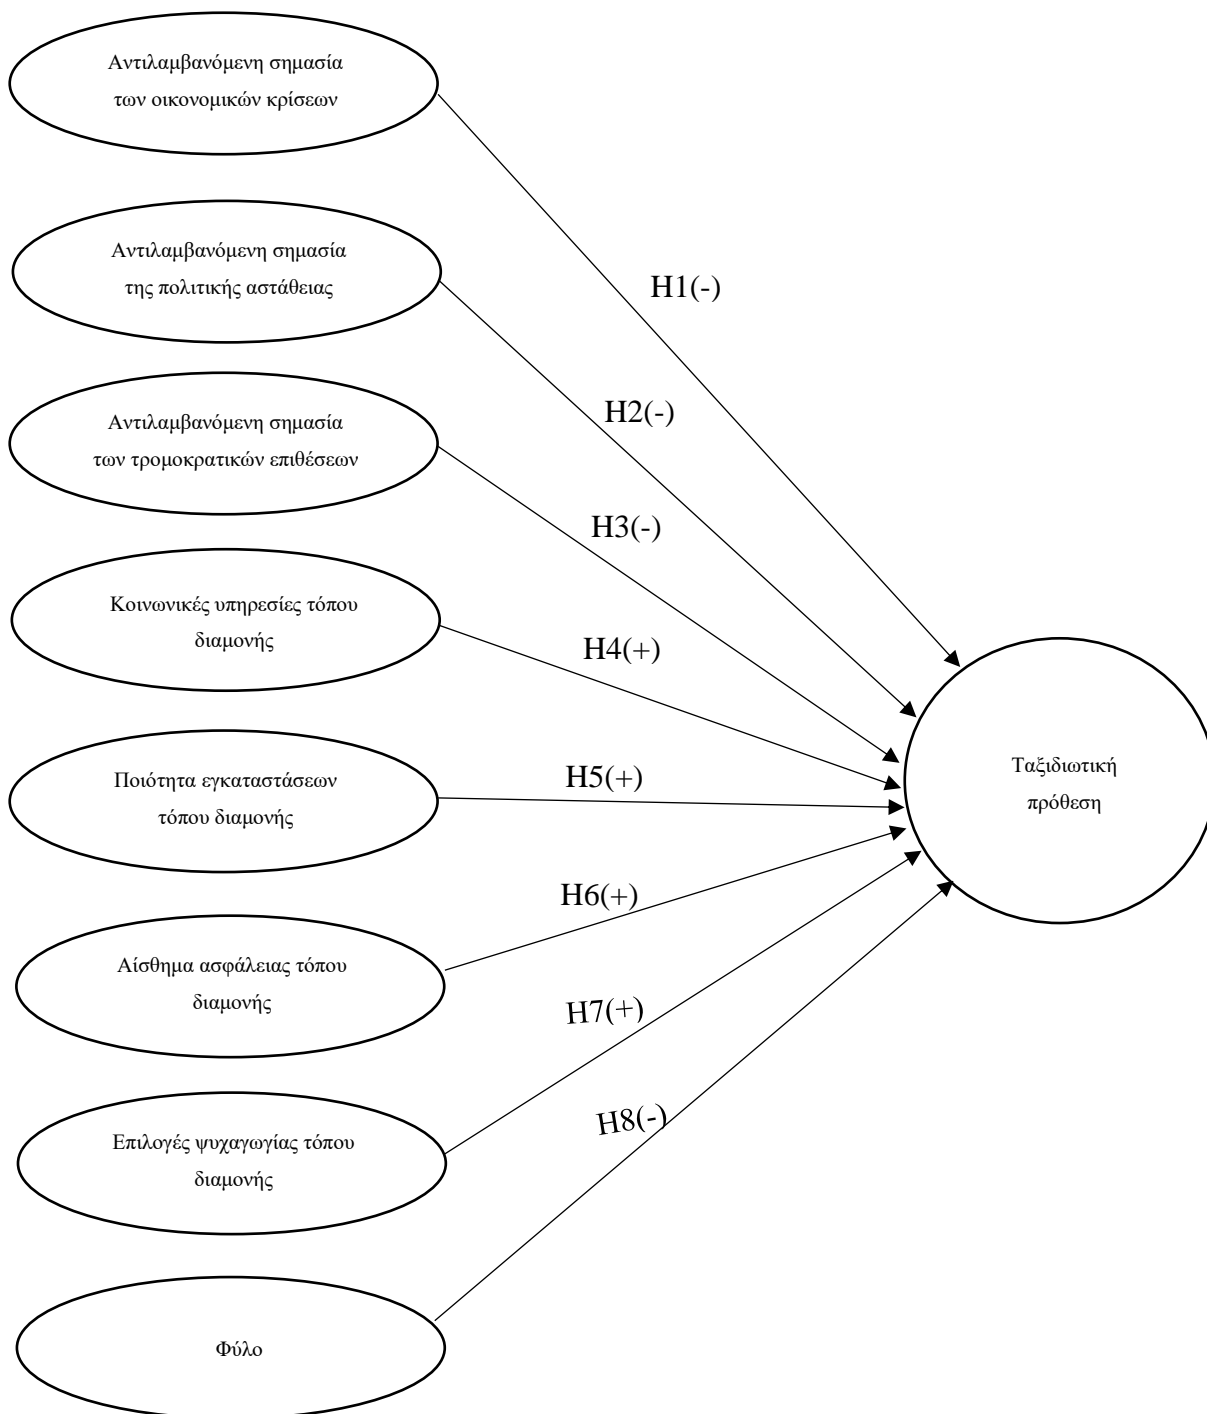 Αντιλαμβανόμενη σημασία
των οικονομικών κρίσεων
Αντιλαμβανόμενη σημασία
της πολιτικής αστάθειας
H1(-)
Αντιλαμβανόμενη σημασία
των τρομοκρατικών επιθέσεων
H2(-)
H3(-)
Κοινωνικές υπηρεσίες τόπου
διαμονής
H4(+)
Ποιότητα εγκαταστάσεων
τόπου διαμονής
H5(+)
Ταξιδιωτική
πρόθεση
H6(+)
Αίσθημα ασφάλειας τόπου
διαμονής
H7(+)
Επιλογές ψυχαγωγίας τόπου
διαμονής
H8(-)
Φύλο